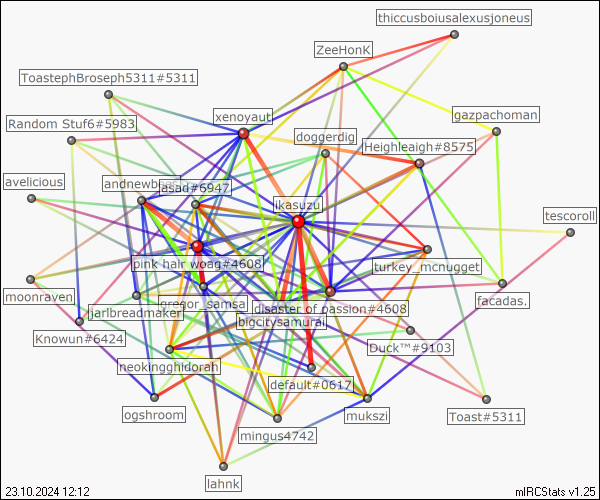 thiccusboiusalexusjoneus
ZeeHonK
ToastephBroseph5311#5311
xenoyaut
gazpachoman
Random Stuf6#5983
doggerdig
Heighleaigh#8575
avelicious
andnewb
asad#6947
ikasuzu
tescoroll
pink hair woag#4608
turkey_mcnugget
moonraven
gregor_samsa
disaster of passion#4608
facadas.
jarlbreadmaker
bigcitysamurai
Knowun#6424
Duck™#9103
neokingghidorah
default#0617
ogshroom
mukszi
Toast#5311
mingus4742
lahnk
23.10.2024 12:12
mIRCStats v1.25